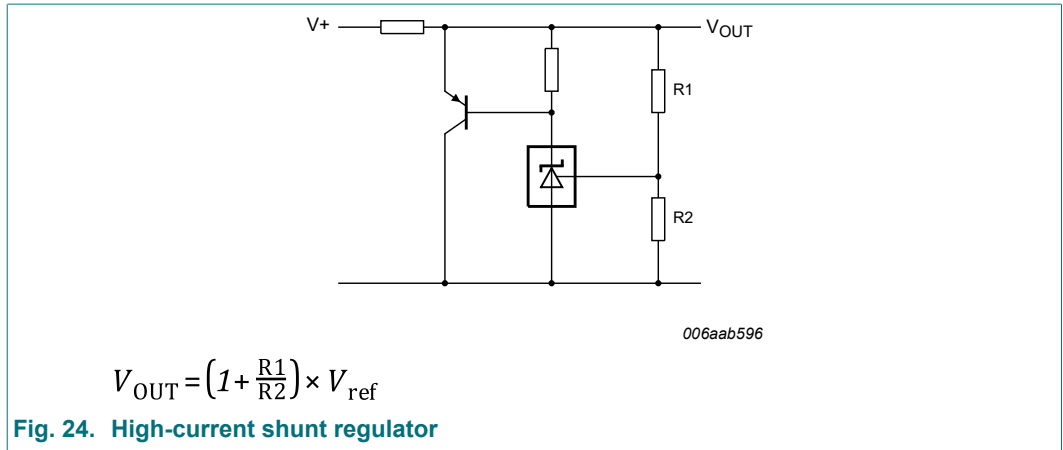 V+
VOUT
R1
R2
006aab596
VOUT = (1 + R1/R2) × Vref
Fig. 24. High-current shunt regulator